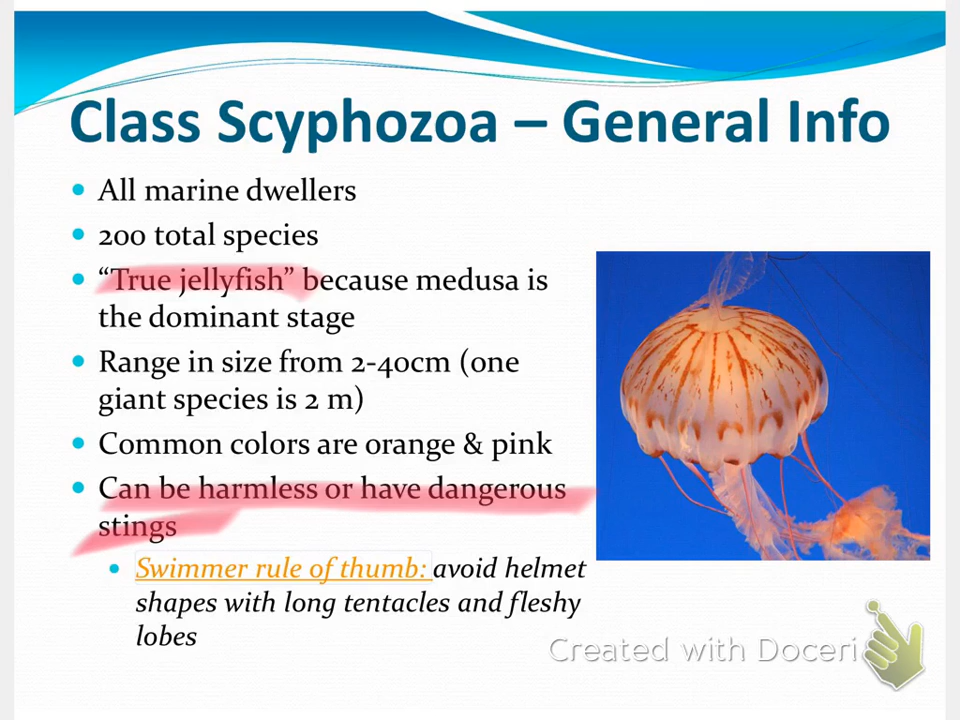 Class Scyphozoa – General Info
All marine dwellers
200 total species
“True jellyfish” because medusa is
the dominant stage
Range in size from 2-40cm (one
giant species is 2 m)
Common colors are orange & pink
Can be harmless or have dangerous
stings
Swimmer rule of thumb: avoid helmet
shapes with long tentacles and fleshy
lobes
Created with Doceri